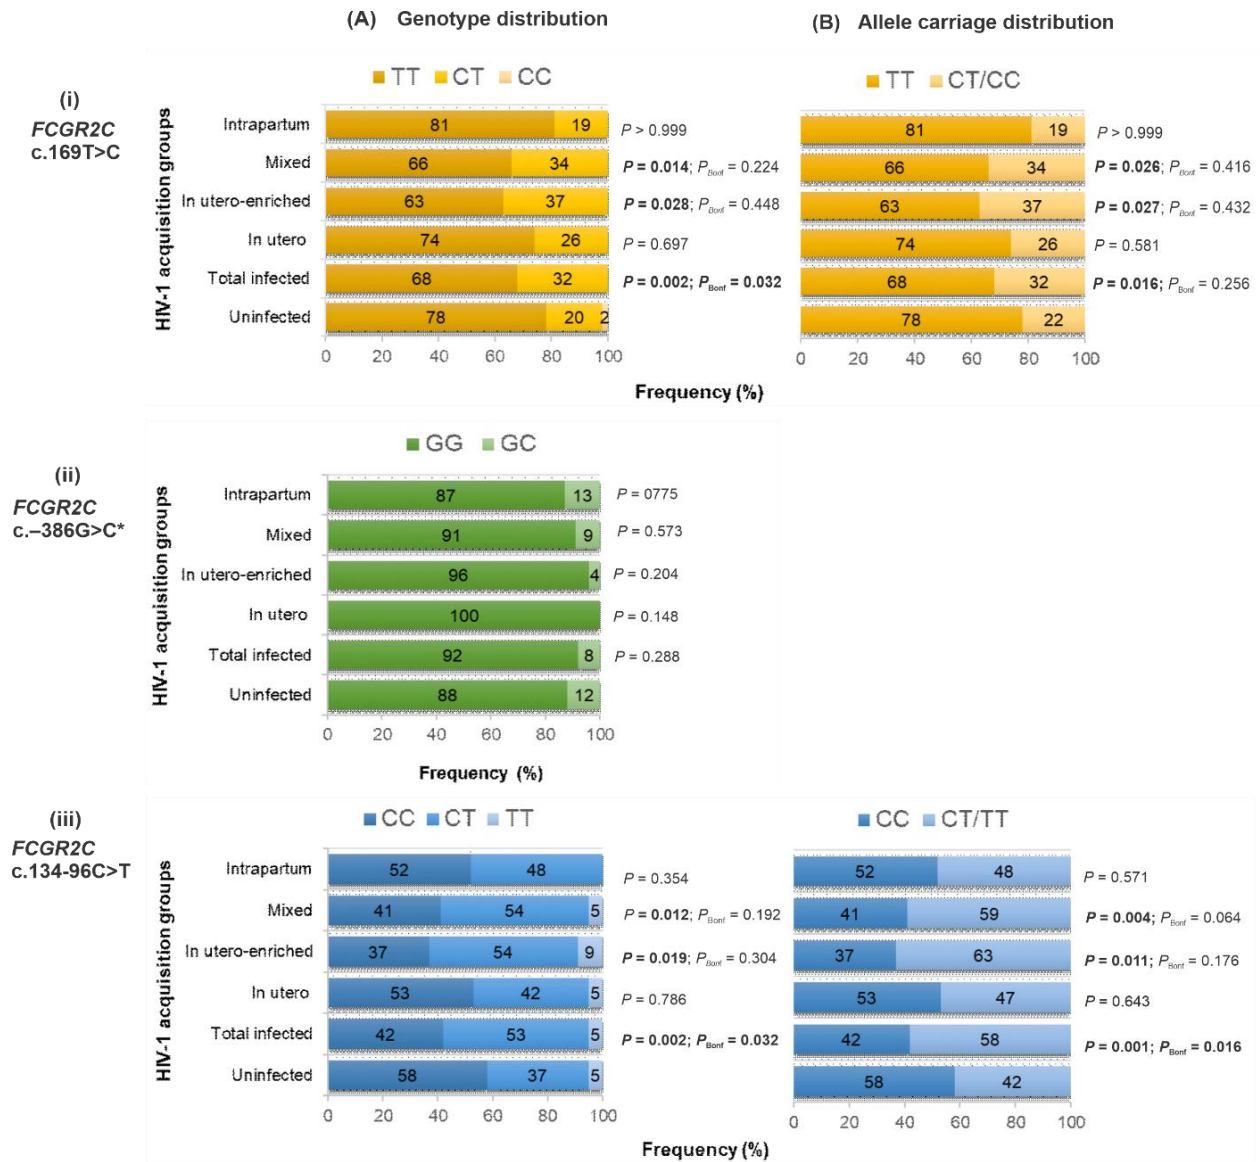 (A) Genotype distribution
(B) Allele carriage distribution
(i)
FCGR2C
c.169T>C
HIV-1 acquisition groups
TT CT CC
Intrapartum 81 19 P > 0.999
Mixed 66 34 P = 0.014; PBonf = 0.224
In utero-enriched 63 37 P = 0.028; PBonf = 0.448
In utero 74 26 P = 0.697
Total infected 68 32 P = 0.002; PBonf = 0.032
Uninfected 78 20 2
0 20 40 60 80 100
TT CT/CC
81 19 P > 0.999
66 34 P = 0.026; PBonf = 0.416
63 37 P = 0.027; PBonf = 0.432
74 26 P = 0.581
68 32 P = 0.016; PBonf = 0.256
78 22
0 20 40 60 80 100
Frequency (%)
(ii)
FCGR2C
c.–386G>C*
HIV-1 acquisition groups
GG GC
Intrapartum 87 13 P = 0775
Mixed 91 9 P = 0.573
In utero-enriched 96 4 P = 0.204
In utero 100 P = 0.148
Total infected 92 8 P = 0.288
Uninfected 88 12
0 20 40 60 80 100
Frequency (%)
(iii)
FCGR2C
c.134-96C>T
HIV-1 acquisition groups
CC CT TT
Intrapartum 52 48 P = 0.354
Mixed 41 54 5 P = 0.012; PBonf = 0.192
In utero-enriched 37 54 9 P = 0.019; PBonf = 0.304
In utero 53 42 5 P = 0.786
Total infected 42 53 5 P = 0.002; PBonf = 0.032
Uninfected 58 37 5
0 20 40 60 80 100
CC CT/TT
52 48 P = 0.571
41 59 P = 0.004; PBonf = 0.064
37 63 P = 0.011; PBonf = 0.176
53 47 P = 0.643
42 58 P = 0.001; PBonf = 0.016
58 42
0 20 40 60 80 100
Frequency (%)